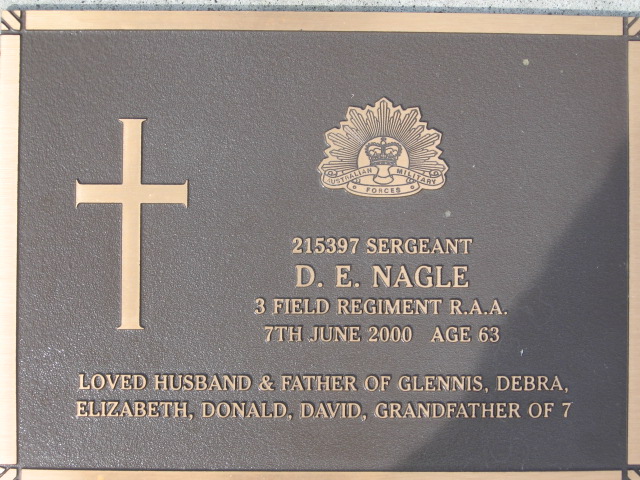 AUSTRALIAN MILITARY
FORCES
215397 SERGEANT
D. E. NAGLE
3 FIELD REGIMENT R.A.A.
7TH JUNE 2000 AGE 63
LOVED HUSBAND & FATHER OF GLENNIS, DEBRA,
ELIZABETH, DONALD, DAVID, GRANDFATHER OF 7